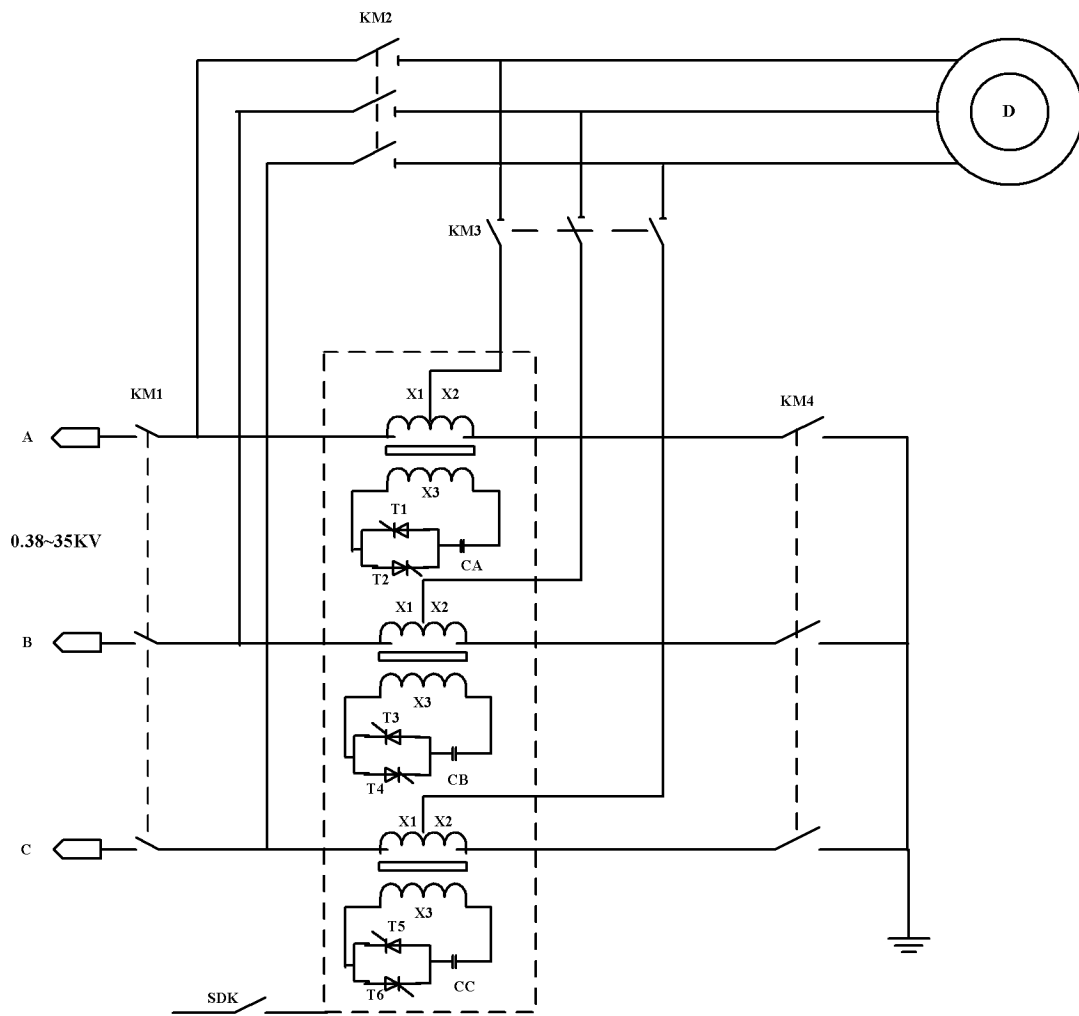 KM2
D
KM3
KM1
X1 X2
KM4
A
X3
T1
0.38~35KV
T2
CA
X1 X2
B
X3
T3
T4
CB
X1 X2
C
X3
T5
T6
CC
SDK